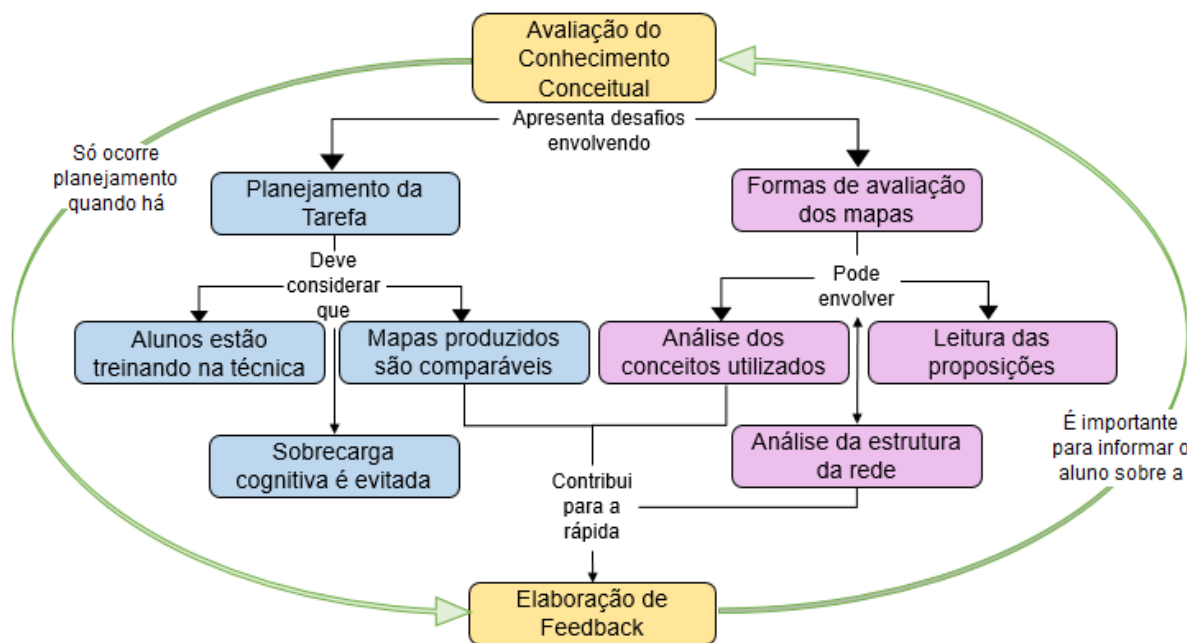 Avaliação do
Conhecimento
Conceitual
Apresenta desafios
envolvendo
Só ocorre
planejamento
quando há
Planejamento da
Tarefa
Formas de avaliação
dos mapas
Deve
considerar
que
Pode
envolver
Alunos estão
treinando na técnica
Mapas produzidos
são comparáveis
Análise dos
conceitos utilizados
Leitura das
proposições
Sobrecarga
cognitiva é evitada
Análise da estrutura
da rede
É importante
para informar o
aluno sobre a
Contribui
para a
rápida
Elaboração de
Feedback